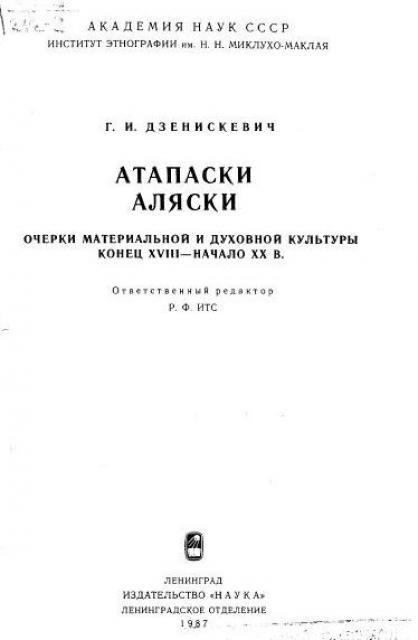 АКАДЕМИЯ НАУК СССР
ИНСТИТУТ ЭТНОГРАФИИ им. Н. Н. МИКЛУХО-МАКЛАЯ
Г. И. ДЗЕНИСКЕВИЧ
АТАПАСКИ
АЛЯСКИ
ОЧЕРКИ МАТЕРИАЛЬНОЙ И ДУХОВНОЙ КУЛЬТУРЫ
КОНЕЦ XVIII—НАЧАЛО XX В.
Ответственный редактор
Р. Ф. ИТС
ЛЕНИНГРАД
ИЗДАТЕЛЬСТВО «НАУКА»
ЛЕНИНГРАДСКОЕ ОТДЕЛЕНИЕ
1987